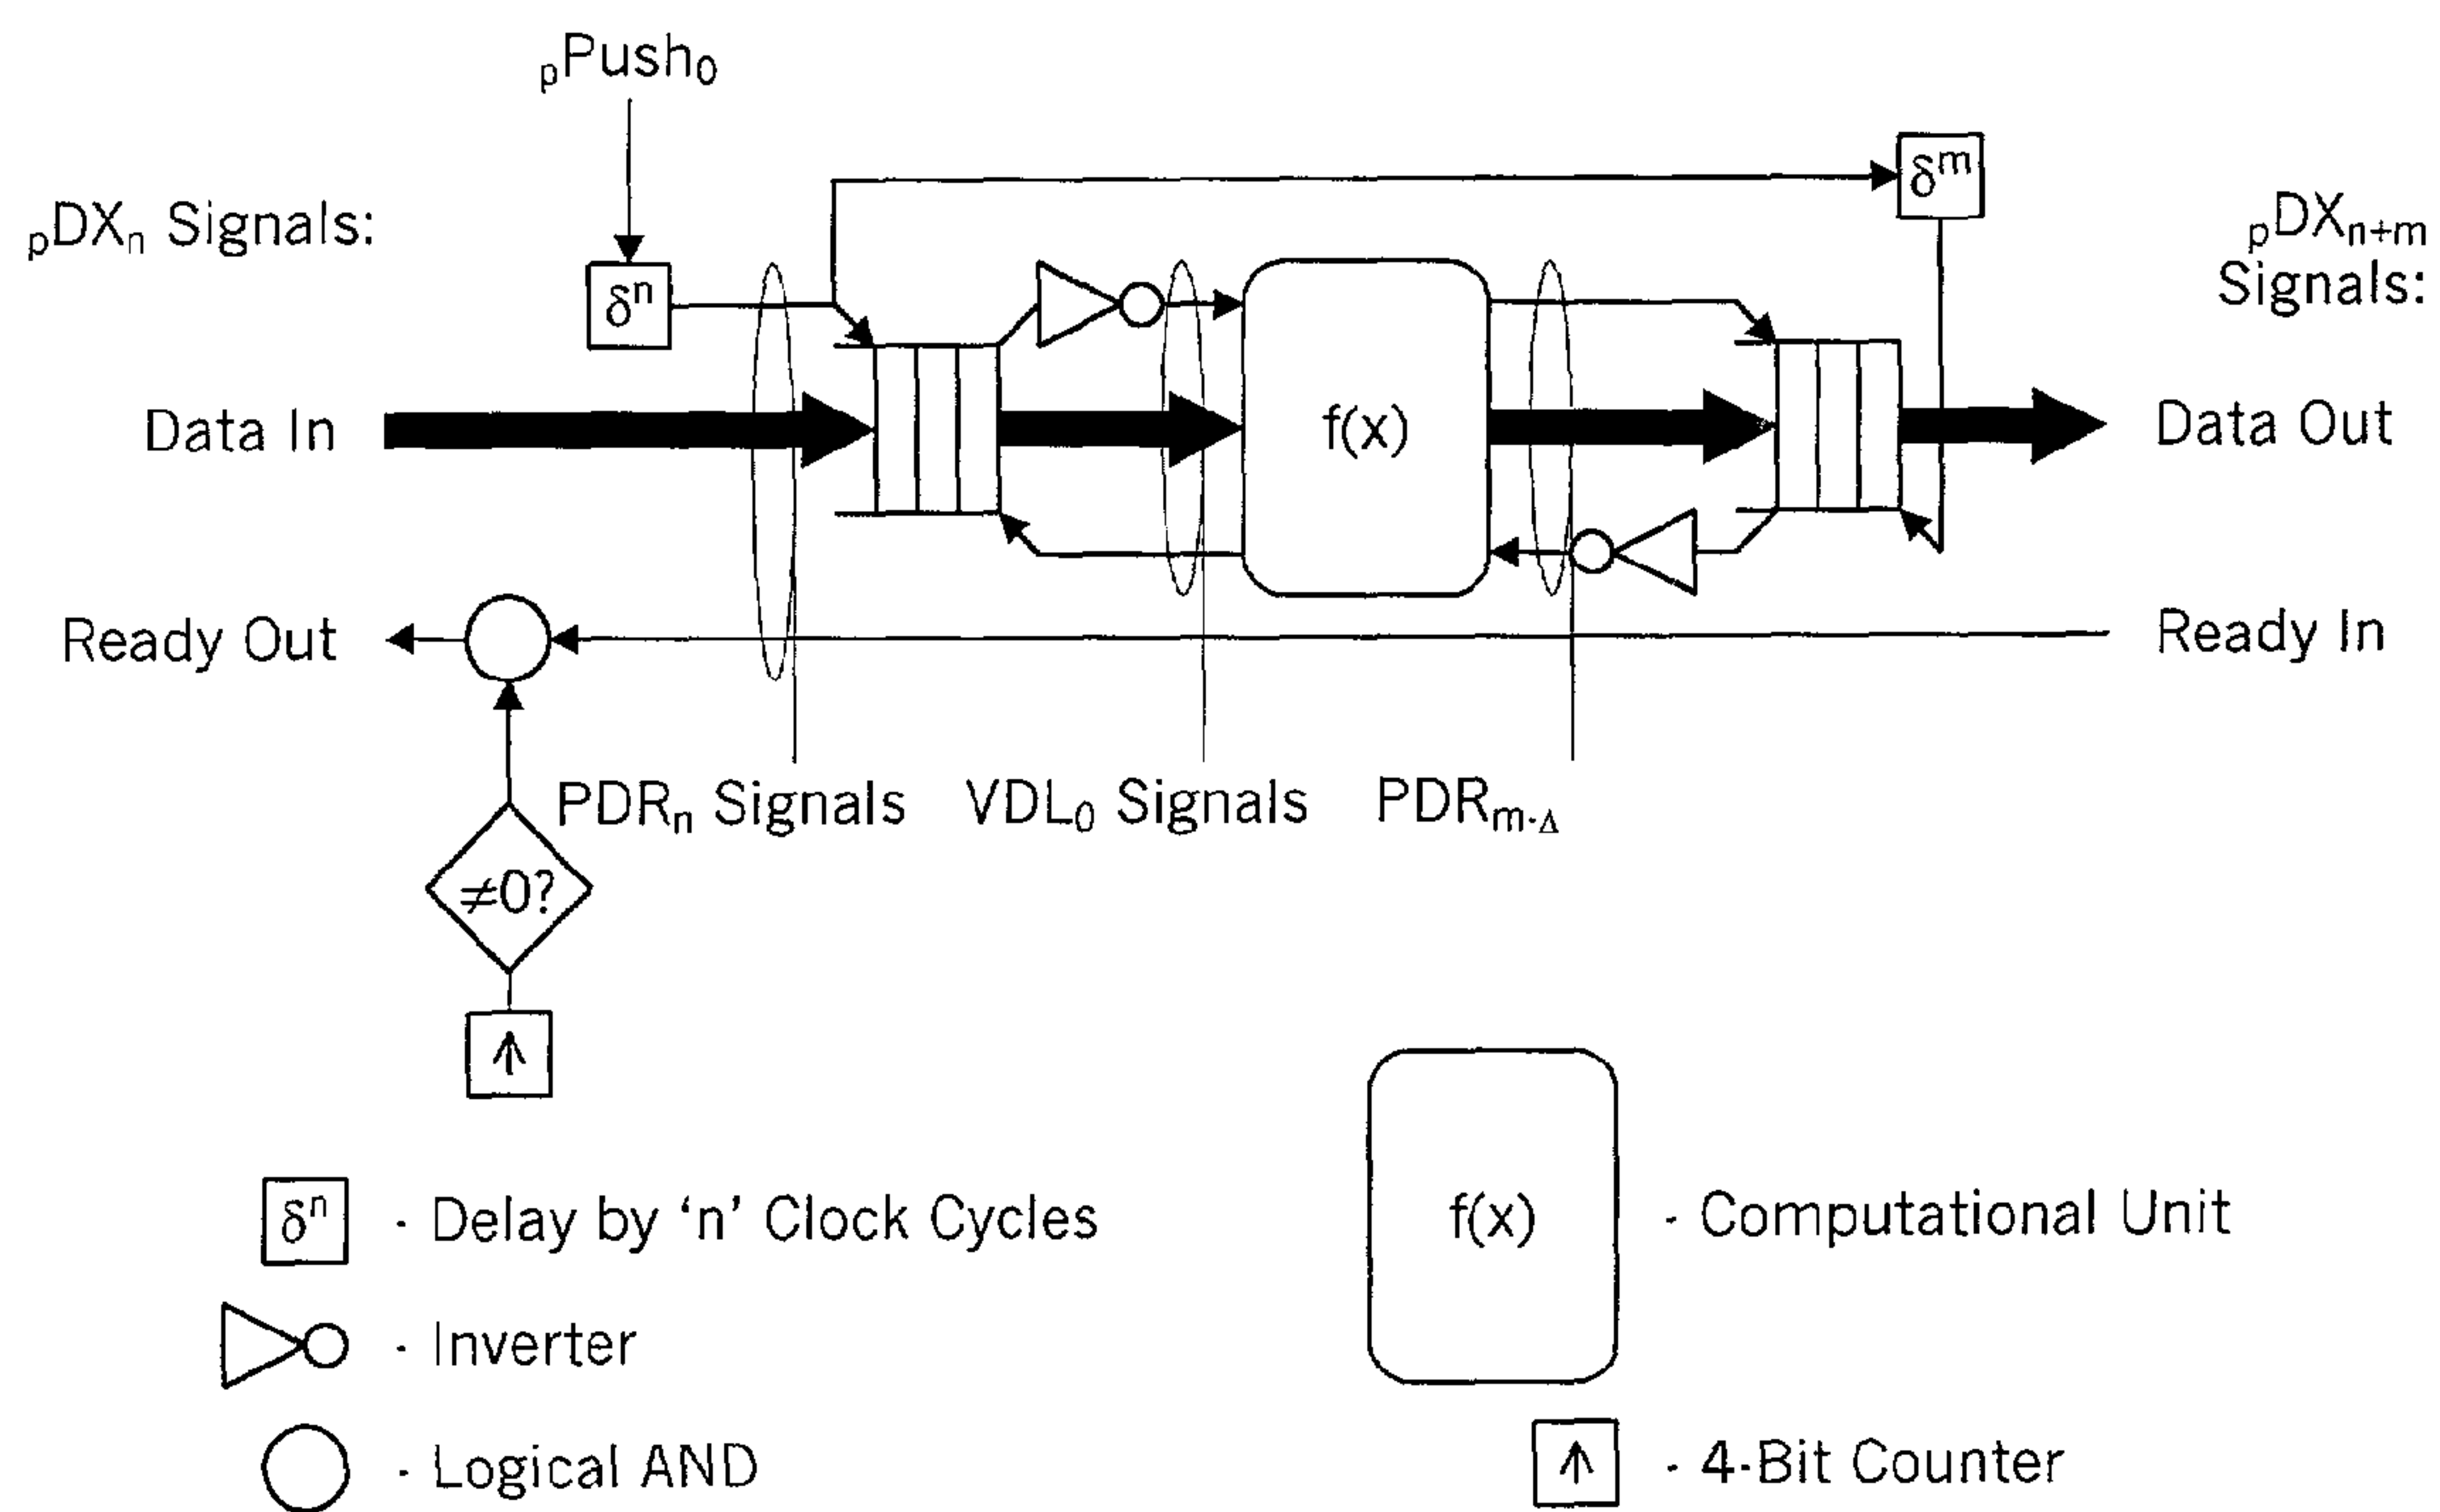 pPush0
δm
pDXn Signals:
pDXn+m
Signals:
δn
Data In
f(x)
Data Out
Ready Out
Ready In
PDRn Signals
VDL0 Signals
PDRm-Δ
≠0?
↑
δn - Delay by ‘n’ Clock Cycles
f(x) - Computational Unit
- Inverter
- Logical AND
↑ - 4-Bit Counter